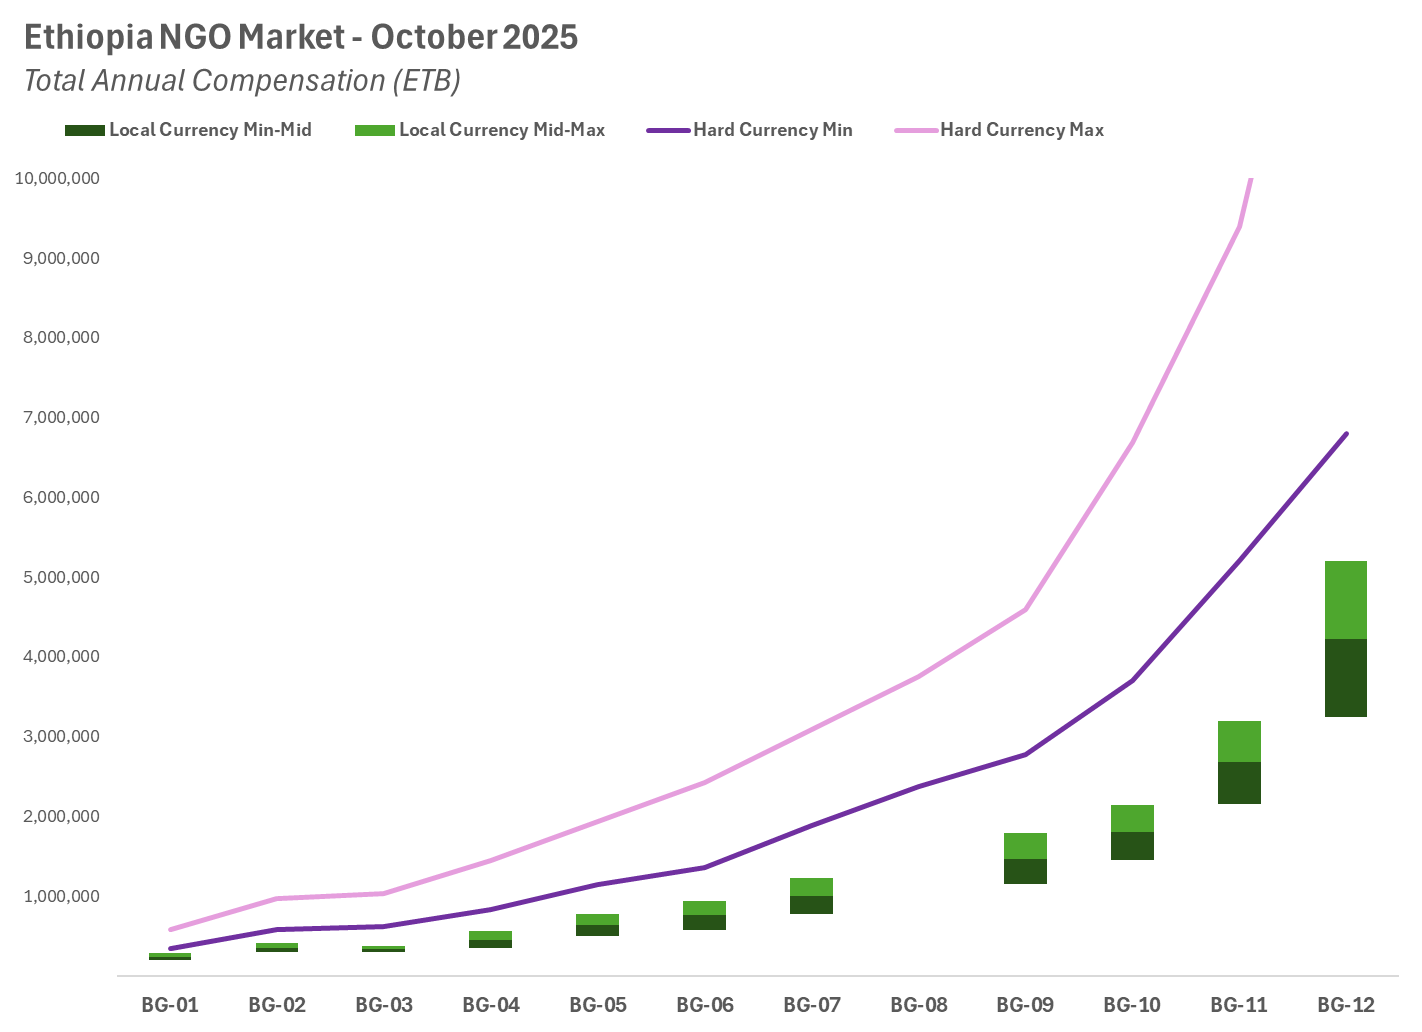 Ethiopia NGO Market - October 2025
Total Annual Compensation (ETB)
Local Currency Min-Mid Local Currency Mid-Max Hard Currency Min Hard Currency Max
10,000,000
9,000,000
8,000,000
7,000,000
6,000,000
5,000,000
4,000,000
3,000,000
2,000,000
1,000,000
BG-01 BG-02 BG-03 BG-04 BG-05 BG-06 BG-07 BG-08 BG-09 BG-10 BG-11 BG-12